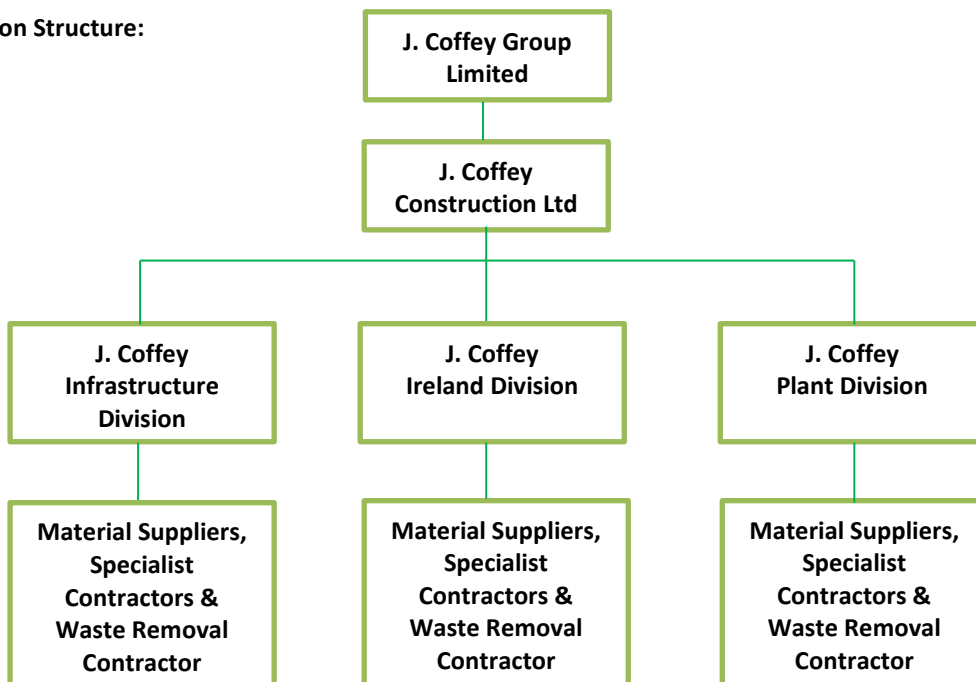 on Structure:
J. Coffey Group
Limited
J. Coffey
Construction Ltd
J. Coffey
Infrastructure
Division
J. Coffey
Ireland Division
J. Coffey
Plant Division
Material Suppliers,
Specialist
Contractors &
Waste Removal
Contractor
Material Suppliers,
Specialist
Contractors &
Waste Removal
Contractor
Material Suppliers,
Specialist
Contractors &
Waste Removal
Contractor